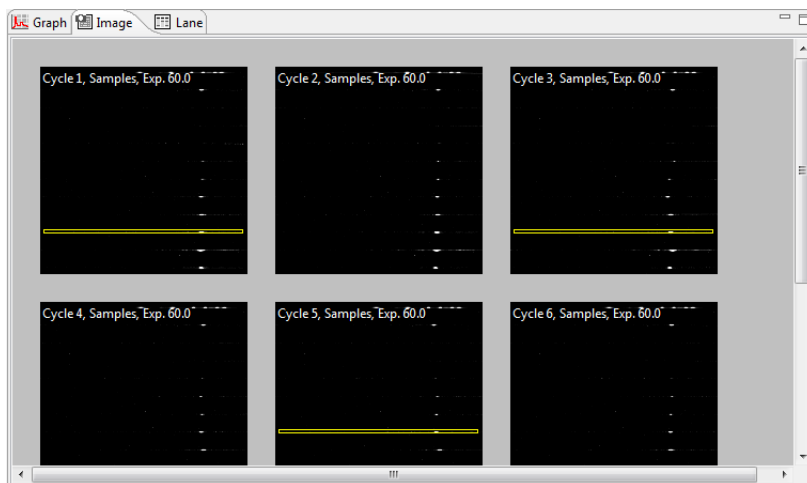 Graph Image Lane
Cycle 1, Samples, Exp. 60.0
Cycle 2, Samples, Exp. 60.0
Cycle 3, Samples, Exp. 60.0
Cycle 4, Samples, Exp. 60.0
Cycle 5, Samples, Exp. 60.0
Cycle 6, Samples, Exp. 60.0